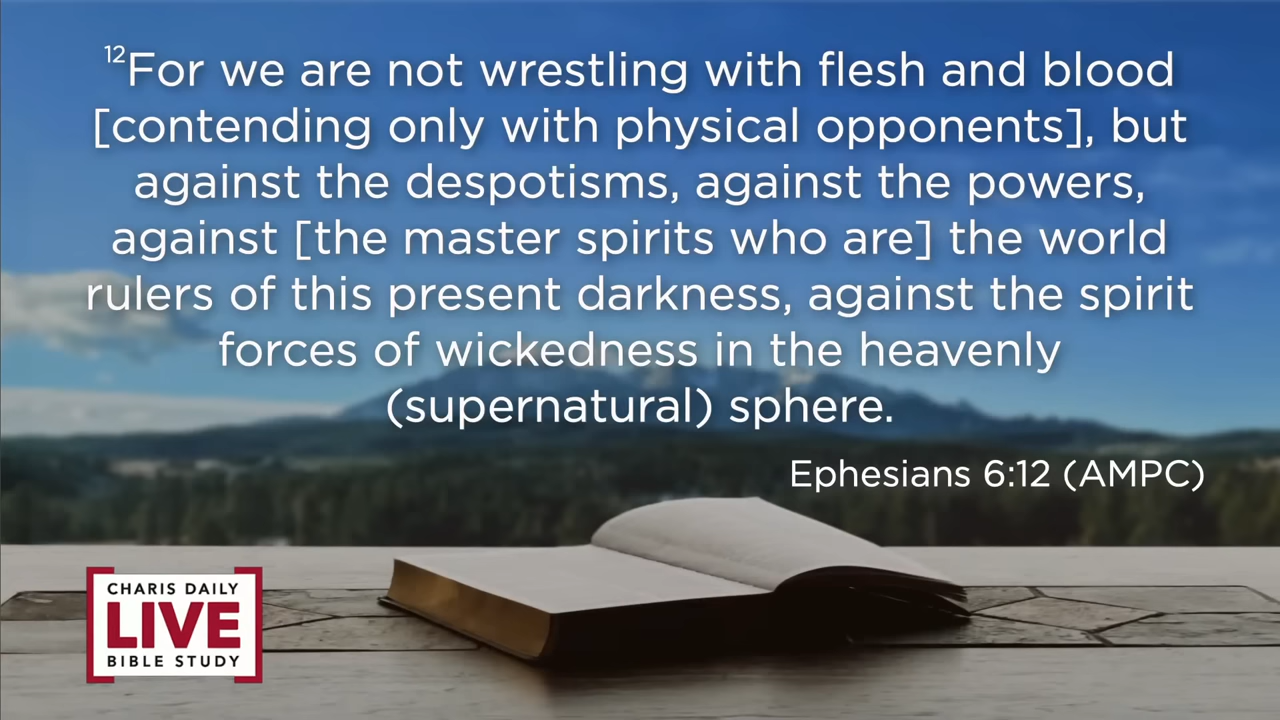 12For we are not wrestling with flesh and blood
[contending only with physical opponents], but
against the despotisms, against the powers,
against [the master spirits who are] the world
rulers of this present darkness, against the spirit
forces of wickedness in the heavenly
(supernatural) sphere.
Ephesians 6:12 (AMPC)
CHARIS DAILY
LIVE
BIBLE STUDY